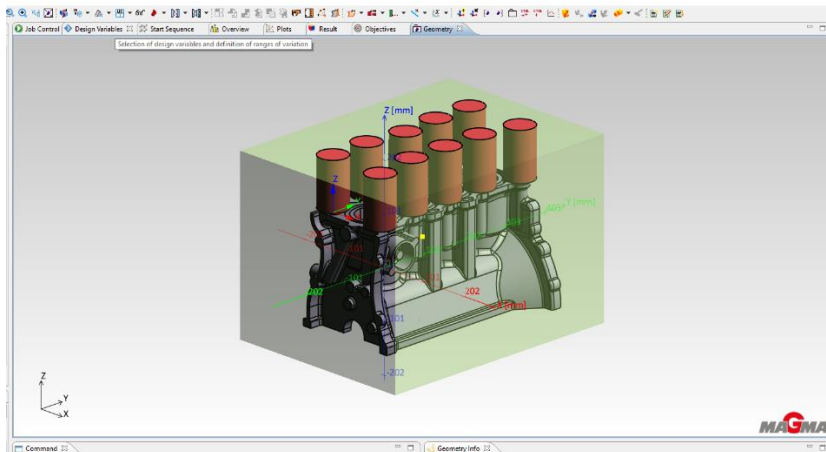 Job Control Design Variables Start Sequence Overview Plots Result Objectives Geometry
Selection of design variables and definition of ranges of variation
Z [mm]
Z
Y [mm]
101
202
X [mm]
-101
-202
Z
Y
X
MAGMA
Command Geometry Info